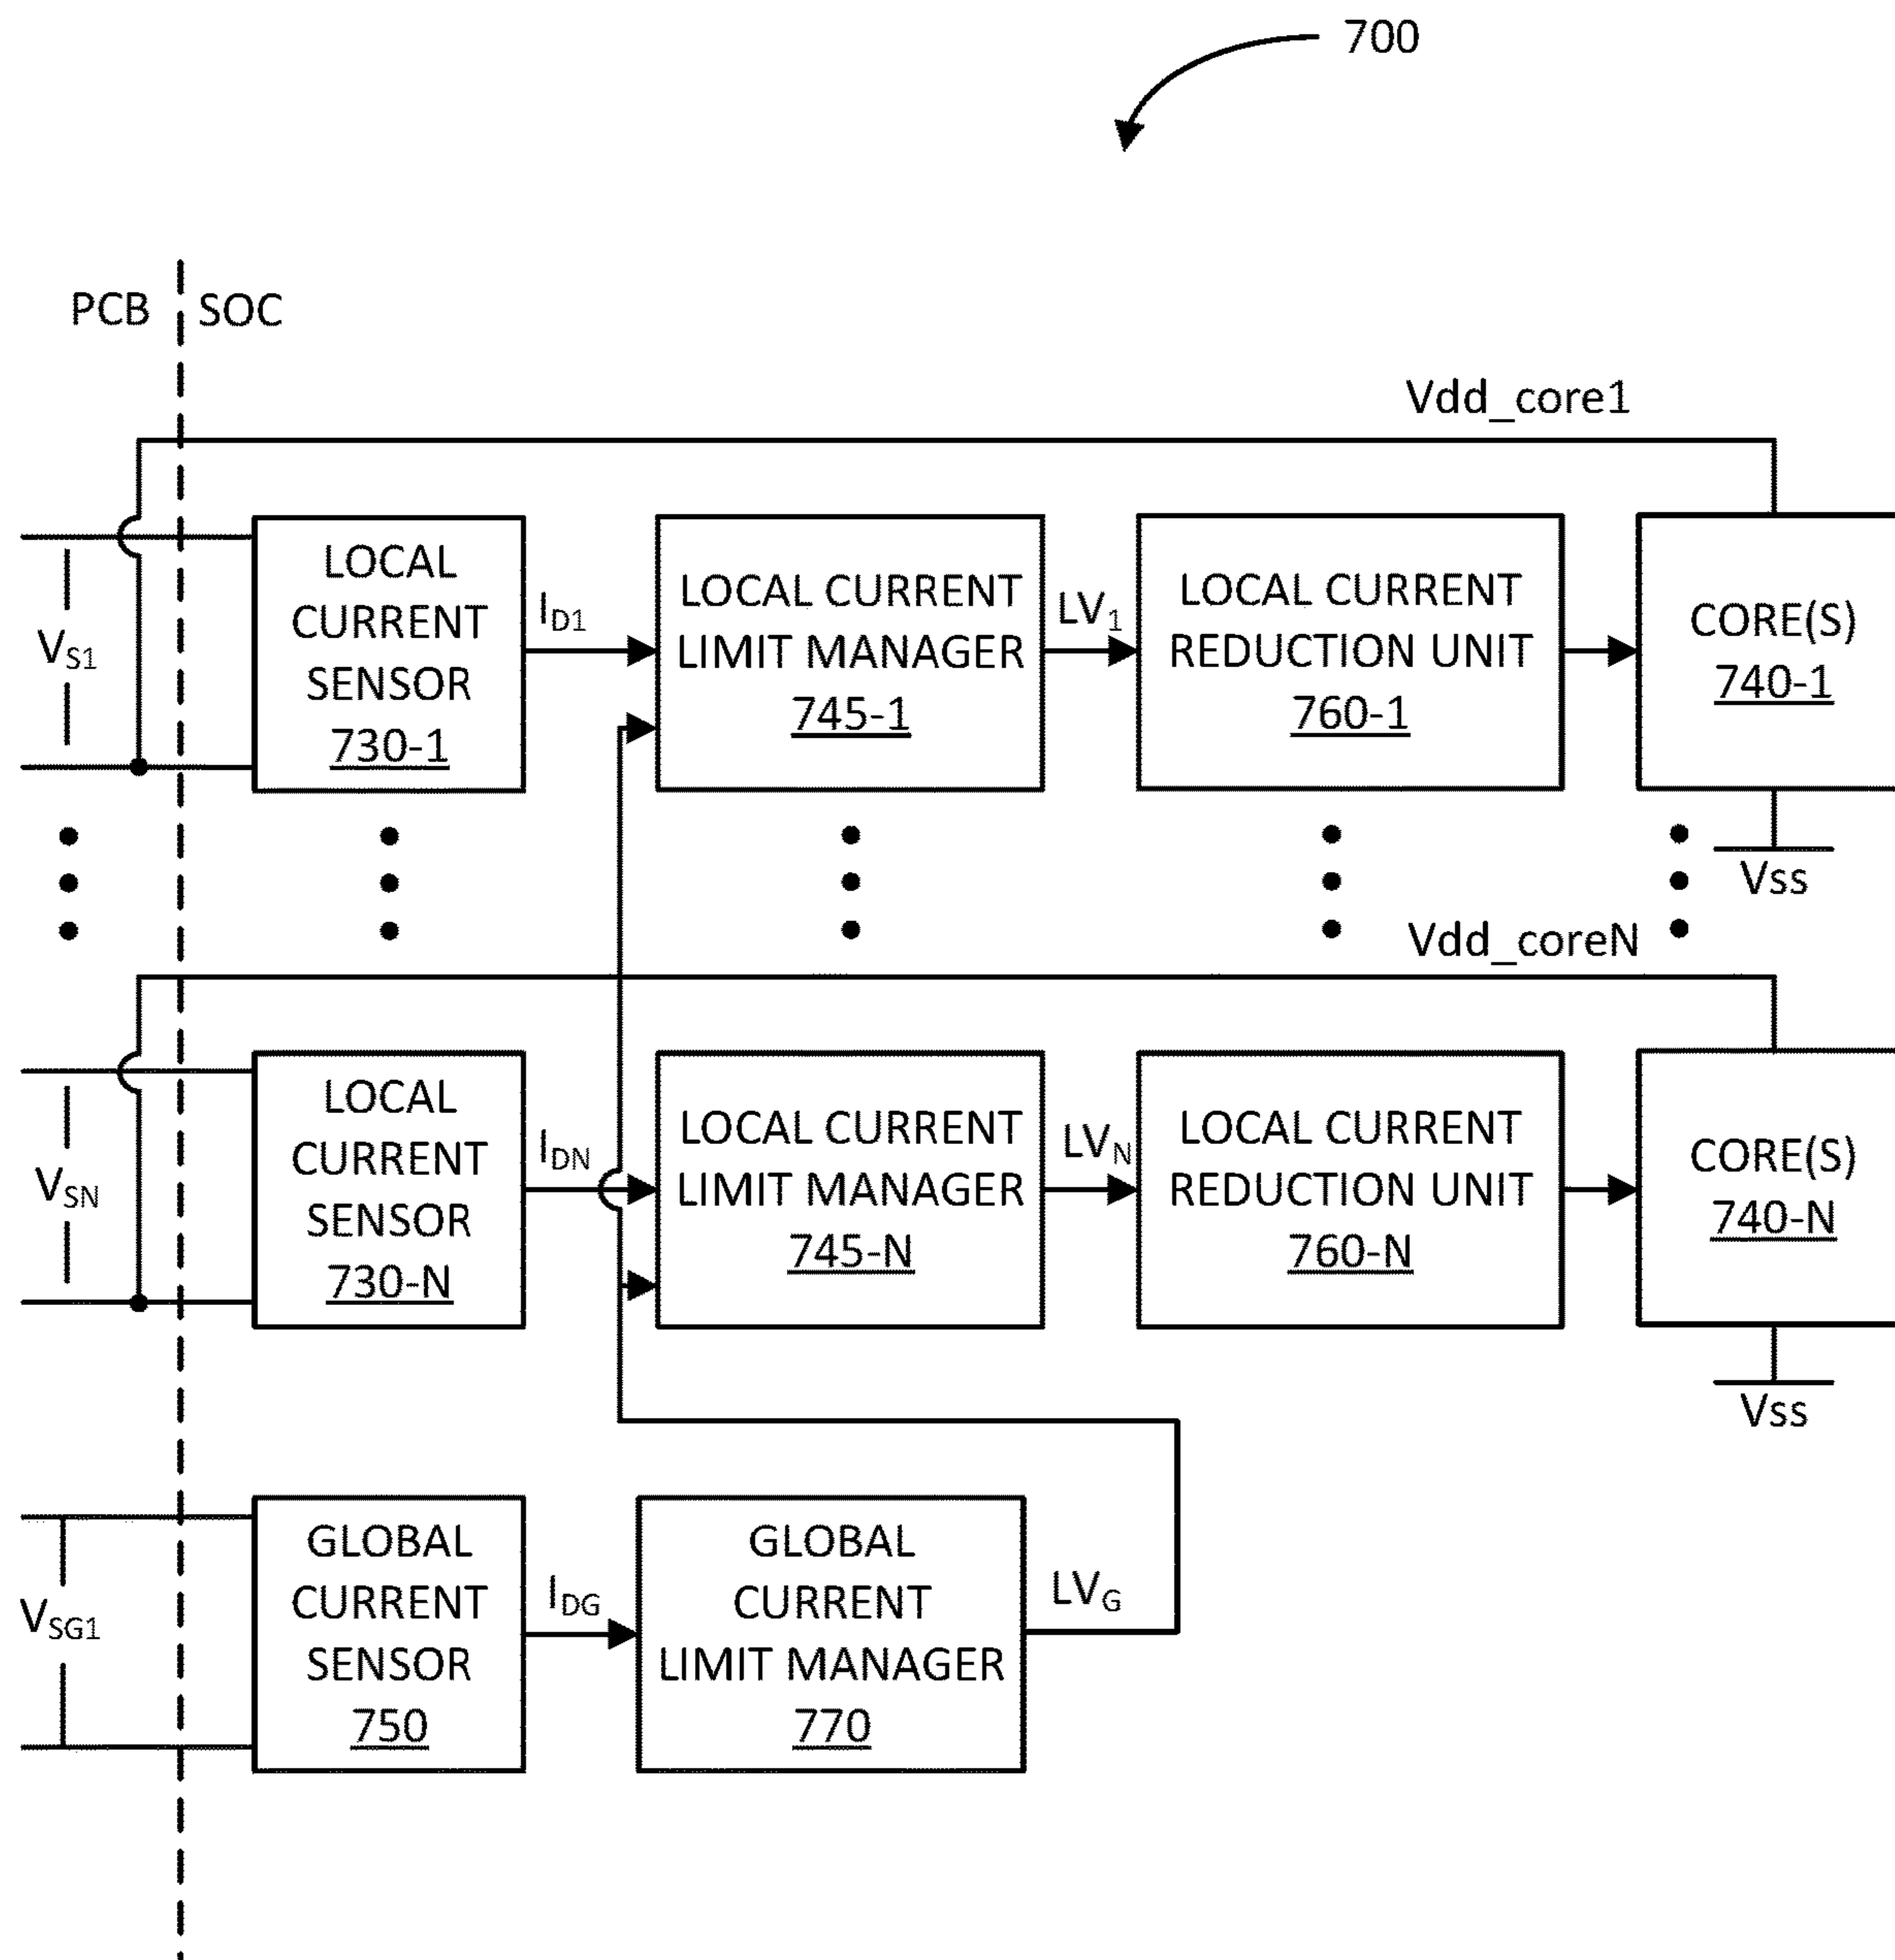 700
PCB
SOC
Vdd_core1
V_S1
LOCAL
CURRENT
SENSOR
730-1
I_D1
LOCAL CURRENT
LIMIT MANAGER
745-1
LV_1
LOCAL CURRENT
REDUCTION UNIT
760-1
CORE(S)
740-1
Vss
Vdd_coreN
V_SN
LOCAL
CURRENT
SENSOR
730-N
I_DN
LOCAL CURRENT
LIMIT MANAGER
745-N
LV_N
LOCAL CURRENT
REDUCTION UNIT
760-N
CORE(S)
740-N
Vss
V_SG1
GLOBAL
CURRENT
SENSOR
750
I_DG
GLOBAL
CURRENT
LIMIT MANAGER
770
LV_G